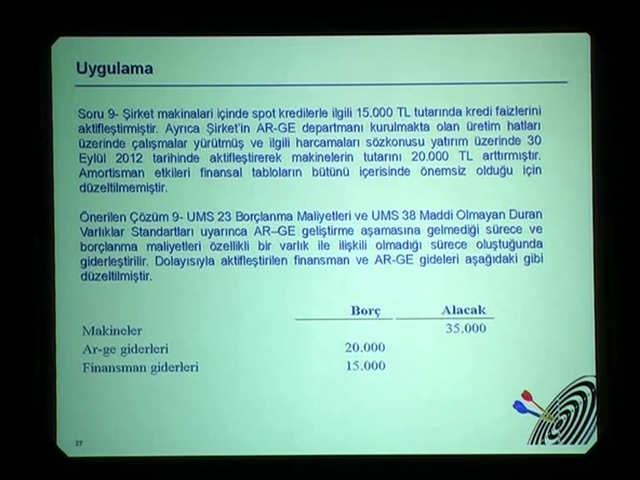 Uygulama
Soru 9- Şirket makinalari içinde spot kredilerle ilgili 15.000 TL tutarında kredi faizlerini
aktifleştirmiştir. Ayrıca Şirket'in AR-GE departmanı kurulmakta olan üretim hatları
üzerinde çalışmalar yürütmüş ve ilgili harcamaları sözkonusu yatırım üzerinde 30
Eylül 2012 tarihinde aktifleştirerek makinelerin tutarını 20.000 TL arttırmıştır.
Amortisman etkileri finansal tabloların bütünü içerisinde önemsiz olduğu için
düzeltilmemiştir.
Önerilen Çözüm 9- UMS 23 Borçlanma Maliyetleri ve UMS 38 Maddi Olmayan Duran
Varlıklar Standartları uyarınca AR–GE geliştirme aşamasına gelmediği sürece ve
borçlanma maliyetleri özellikli bir varlık ile ilişkili olmadığı sürece oluştuğunda
giderleştirilir. Dolayısıyla aktifleştirilen finansman ve AR-GE gideleri aşağıdaki gibi
düzeltilmiştir.
Borç Alacak
Makineler 35.000
Ar-ge giderleri 20.000
Finansman giderleri 15.000
27